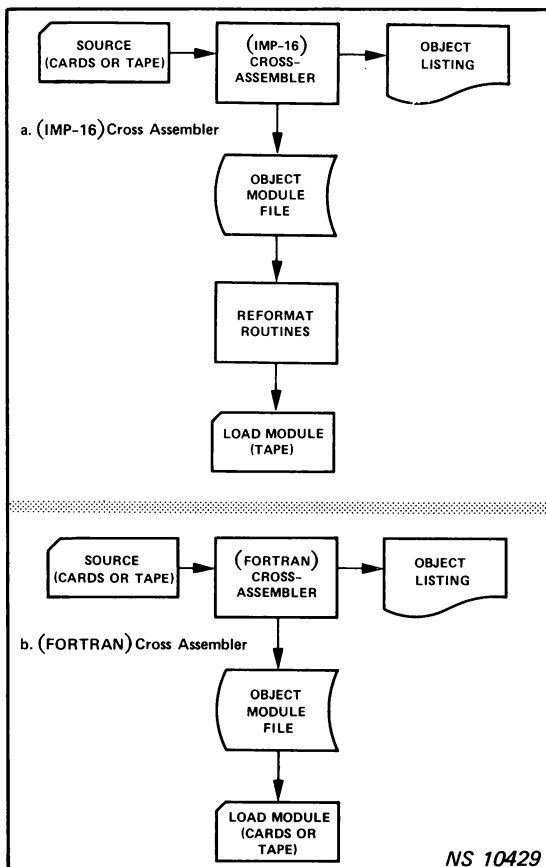 SOURCE
(CARDS OR TAPE)
(IMP-16)
CROSS-
ASSEMBLER
OBJECT
LISTING
a. (IMP-16) Cross Assembler
OBJECT
MODULE
FILE
REFORMAT
ROUTINES
LOAD MODULE
(TAPE)
SOURCE
(CARDS OR TAPE)
(FORTRAN)
CROSS-
ASSEMBLER
OBJECT
LISTING
b. (FORTRAN) Cross Assembler
OBJECT
MODULE
FILE
LOAD MODULE
(CARDS OR
TAPE)
NS 10429